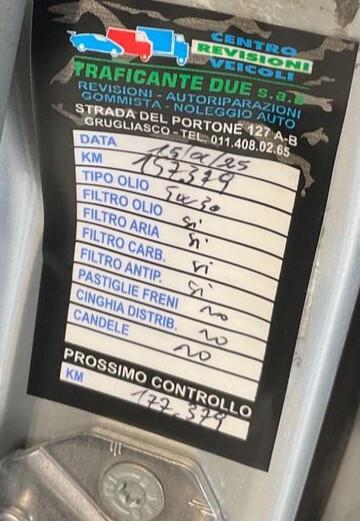 CENTRO
REVISIONI
VEICOLI
TRAFICANTE DUE s.a.s
REVISIONI - AUTORIPARAZIONI
GOMMISTA - NOLEGGIO AUTO
STRADA DEL PORTONE 127 A-B
GRUGLIASCO - TEL. 011.408.02.65
DATA 15/ /25
KM 157.379
TIPO OLIO 5W30
FILTRO OLIO si
FILTRO ARIA si
FILTRO CARB. si
FILTRO ANTIP. si
PASTIGLIE FRENI no
CINGHIA DISTRIB. no
CANDELE no
PROSSIMO CONTROLLO
KM 177.379